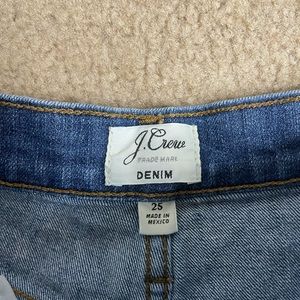 J.Crew
TRADE MARK
DENIM
25
MADE IN
MEXICO